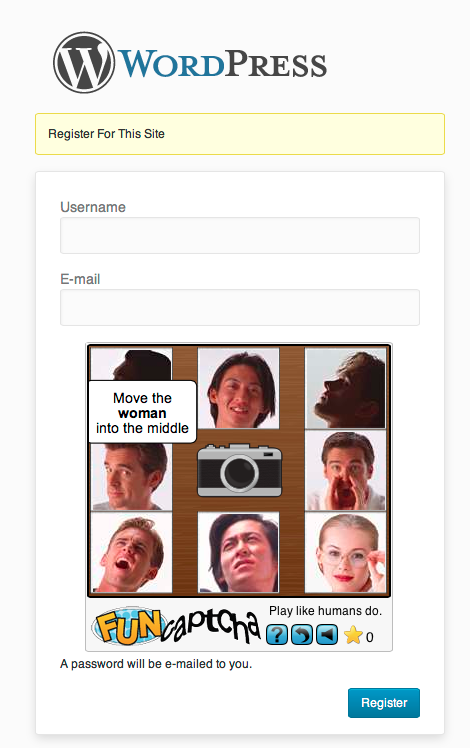 WORDPRESS
Register For This Site
Username
E-mail
Move the
woman
into the middle
FUNcaptcha
Play like humans do.
?
0
A password will be e-mailed to you.
Register